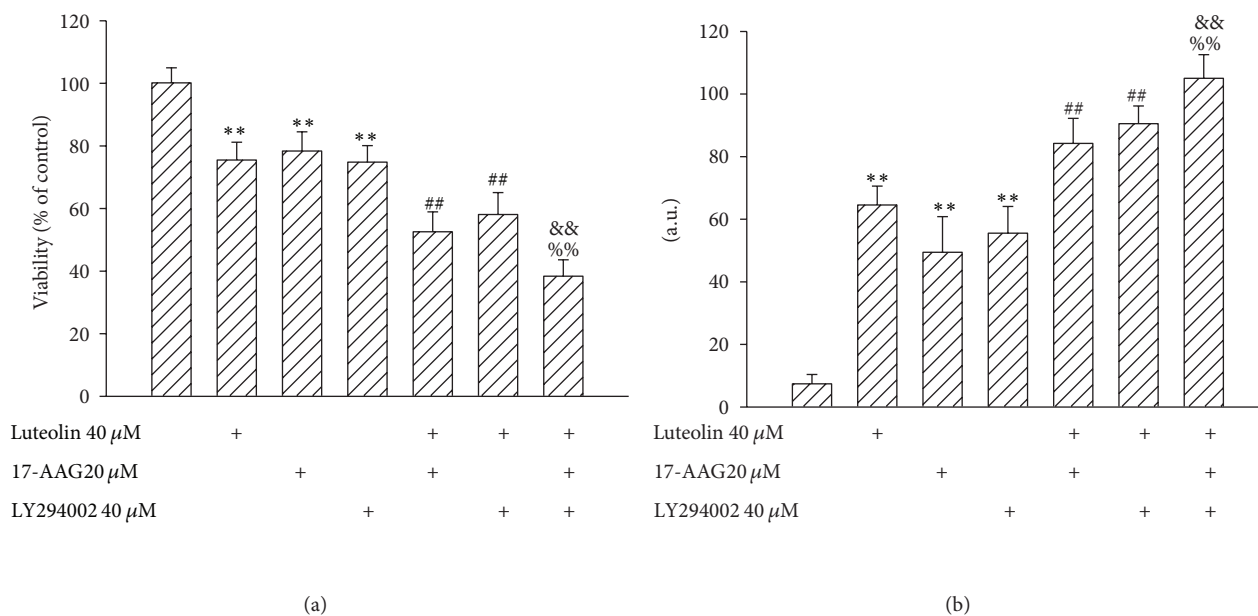 120
100
80
60
40
20
0
Viability (% of control)
**
**
**
##
##
&&
%%
Luteolin 40 μM + + + +
17-AAG20 μM + + +
LY294002 40 μM + + +
(a)
120
100
80
60
40
20
0
(a.u.)
**
**
**
##
##
&&
%%
Luteolin 40 μM + + + +
17-AAG20 μM + + +
LY294002 40 μM + + +
(b)